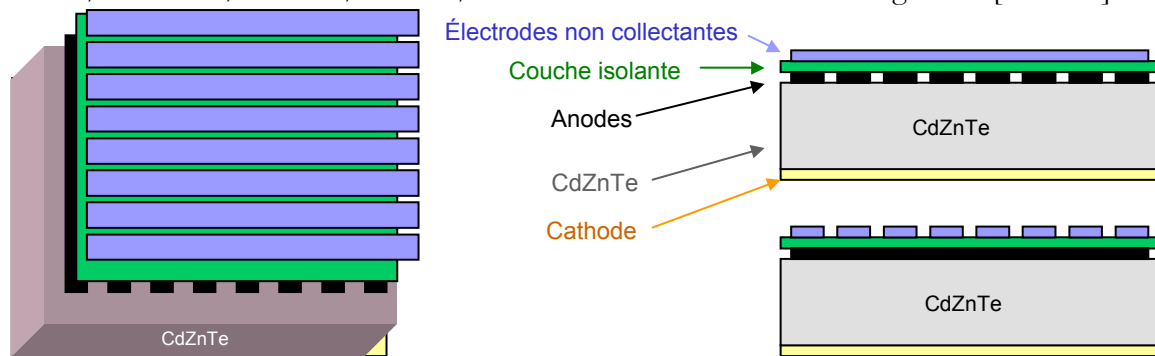 Électrodes non collectantes
Couche isolante
Anodes
CdZnTe
Cathode
CdZnTe
CdZnTe
CdZnTe